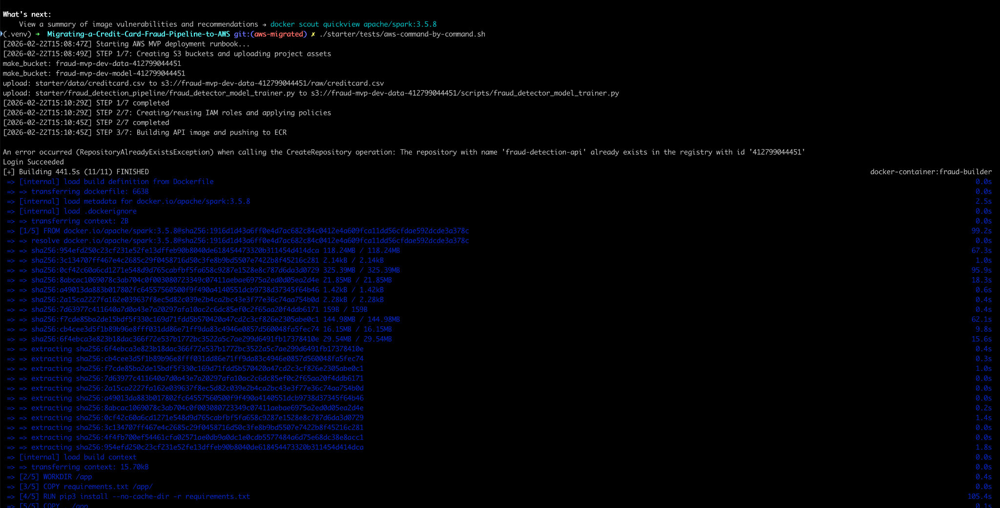 What's next:
    View a summary of image vulnerabilities and recommendations → docker scout quickview apache/spark:3.5.8
(.venv) ➜  Migrating-a-Credit-Card-Fraud-Pipeline-to-AWS git:(aws-migrated) ✗ ./starter/tests/aws-command-by-command.sh
[2026-02-22T15:08:47Z] Starting AWS MVP deployment runbook...
[2026-02-22T15:08:49Z] STEP 1/7: Creating S3 buckets and uploading project assets
make_bucket: fraud-mvp-dev-data-412799044451
make_bucket: fraud-mvp-dev-model-412799044451
upload: starter/data/creditcard.csv to s3://fraud-mvp-dev-data-412799044451/raw/creditcard.csv
upload: starter/fraud_detection_pipeline/fraud_detector_model_trainer.py to s3://fraud-mvp-dev-data-412799044451/scripts/fraud_detector_model_trainer.py
[2026-02-22T15:10:29Z] STEP 1/7 completed
[2026-02-22T15:10:29Z] STEP 2/7: Creating/reusing IAM roles and applying policies
[2026-02-22T15:10:45Z] STEP 2/7 completed
[2026-02-22T15:10:45Z] STEP 3/7: Building API image and pushing to ECR
An error occurred (RepositoryAlreadyExistsException) when calling the CreateRepository operation: The repository with name 'fraud-detection-api' already exists in the registry with id '412799044451'
Login Succeeded
[+] Building 441.5s (11/11) FINISHED docker-container:fraud-builder
=> [internal] load build definition from Dockerfile 0.0s
=> => transferring dockerfile: 663B 0.0s
=> [internal] load metadata for docker.io/apache/spark:3.5.8 2.5s
=> [internal] load .dockerignore 0.0s
=> => transferring context: 2B 0.0s
=> [1/5] FROM docker.io/apache/spark:3.5.8@sha256:1916d1d43a6ff0e4d7ac682c84c0412e4a609fca11dd56cfdae592dcde3a378c 99.2s
=> => resolve docker.io/apache/spark:3.5.8@sha256:1916d1d43a6ff0e4d7ac682c84c0412e4a609fca11dd56cfdae592dcde3a378c 0.0s
=> => sha256:954efd250c23cf231e52fe13dffeb90b8040de618454473320b311454d414dca 118.24MB / 118.24MB 67.3s
=> => sha256:3c134707ff467e4c2685c29f0458716d50c3fe8b9bd5507e7422b8f45216c281 2.14kB / 2.14kB 1.0s
=> => sha256:0cf42c60a6cd1271e548d9d765cabfbf5fa658c9287e1528e8c787d6da3d0729 325.39MB / 325.39MB 95.9s
=> => sha256:8abcac1069078c3ab704c0f003080723349c07411aebae6975a2ed0d05ea2d4e 21.85MB / 21.85MB 18.3s
=> => sha256:a49013da883b017802fc64557560500f9f490a4140551dcb9738d37345f64b46 1.42kB / 1.42kB 0.6s
=> => sha256:2a15ca2227fa162e039637f8ec5d82c039e2b4ca2bc43e3f77e36c74aa754b0d 2.28kB / 2.28kB 0.4s
=> => sha256:7d63977c411640a7d0a43e7a20297afa10ac2c6dc85ef0c2f65aa20f4ddb6171 159B / 159B 0.4s
=> => sha256:f7cde85ba2de15bdf5f330c169d71fdd5b570420a47cd2c3cf826e2305abe0c1 144.98MB / 144.98MB 62.1s
=> => sha256:cb4cee3d5f1b89b96e8fff031dd86e71ff9da83c4946e0857d560048fa5fec74 16.15MB / 16.15MB 9.8s
=> => sha256:6f4ebca3e823b18dac366f72e537b1772bc3522a5c7ae299d6491fb17378410e 29.54MB / 29.54MB 15.6s
=> => extracting sha256:6f4ebca3e823b18dac366f72e537b1772bc3522a5c7ae299d6491fb17378410e 0.4s
=> => extracting sha256:cb4cee3d5f1b89b96e8fff031dd86e71ff9da83c4946e0857d560048fa5fec74 0.3s
=> => extracting sha256:f7cde85ba2de15bdf5f330c169d71fdd5b570420a47cd2c3cf826e2305abe0c1 1.0s
=> => extracting sha256:7d63977c411640a7d0a43e7a20297afa10ac2c6dc85ef0c2f65aa20f4ddb6171 0.0s
=> => extracting sha256:2a15ca2227fa162e039637f8ec5d82c039e2b4ca2bc43e3f77e36c74aa754b0d 0.0s
=> => extracting sha256:a49013da883b017802fc64557560500f9f490a4140551dcb9738d37345f64b46 0.0s
=> => extracting sha256:8abcac1069078c3ab704c0f003080723349c07411aebae6975a2ed0d05ea2d4e 0.2s
=> => extracting sha256:0cf42c60a6cd1271e548d9d765cabfbf5fa658c9287e1528e8c787d6da3d0729 1.4s
=> => extracting sha256:3c134707ff467e4c2685c29f0458716d50c3fe8b9bd5507e7422b8f45216c281 0.0s
=> => extracting sha256:4f4fb700ef54461cfa02571ae0db9a0dc1e0cdb5577484a6d75e68dc38e8acc1 0.0s
=> => extracting sha256:954efd250c23cf231e52fe13dffeb90b8040de618454473320b311454d414dca 1.8s
=> [internal] load build context 0.0s
=> => transferring context: 15.70kB 0.0s
=> [2/5] WORKDIR /app 0.4s
=> [3/5] COPY requirements.txt /app/ 0.0s
=> [4/5] RUN pip3 install --no-cache-dir -r requirements.txt 105.4s
=> [5/5] COPY . /app 0.1s